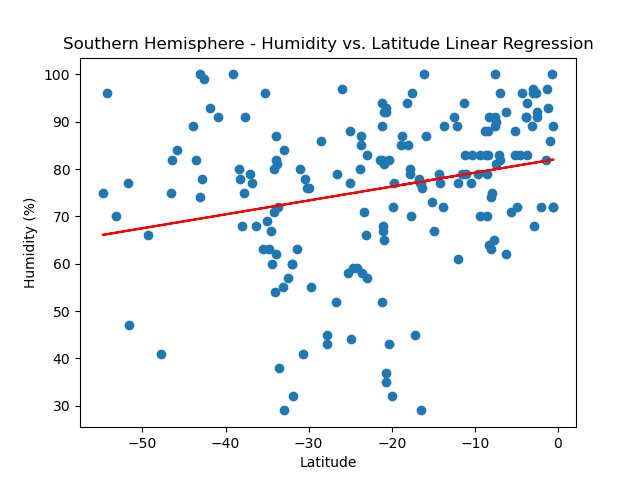 Southern Hemisphere - Humidity vs. Latitude Linear Regression
100
90
80
70
60
50
40
30
Humidity (%)
−50 −40 −30 −20 −10 0
Latitude